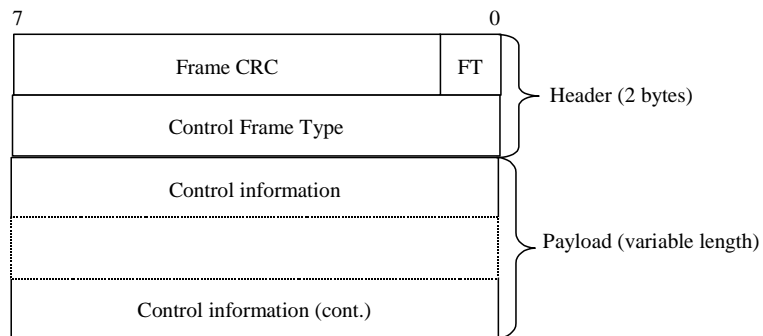 7 0
Frame CRC FT
Header (2 bytes)
Control Frame Type
Control information
Payload (variable length)
Control information (cont.)